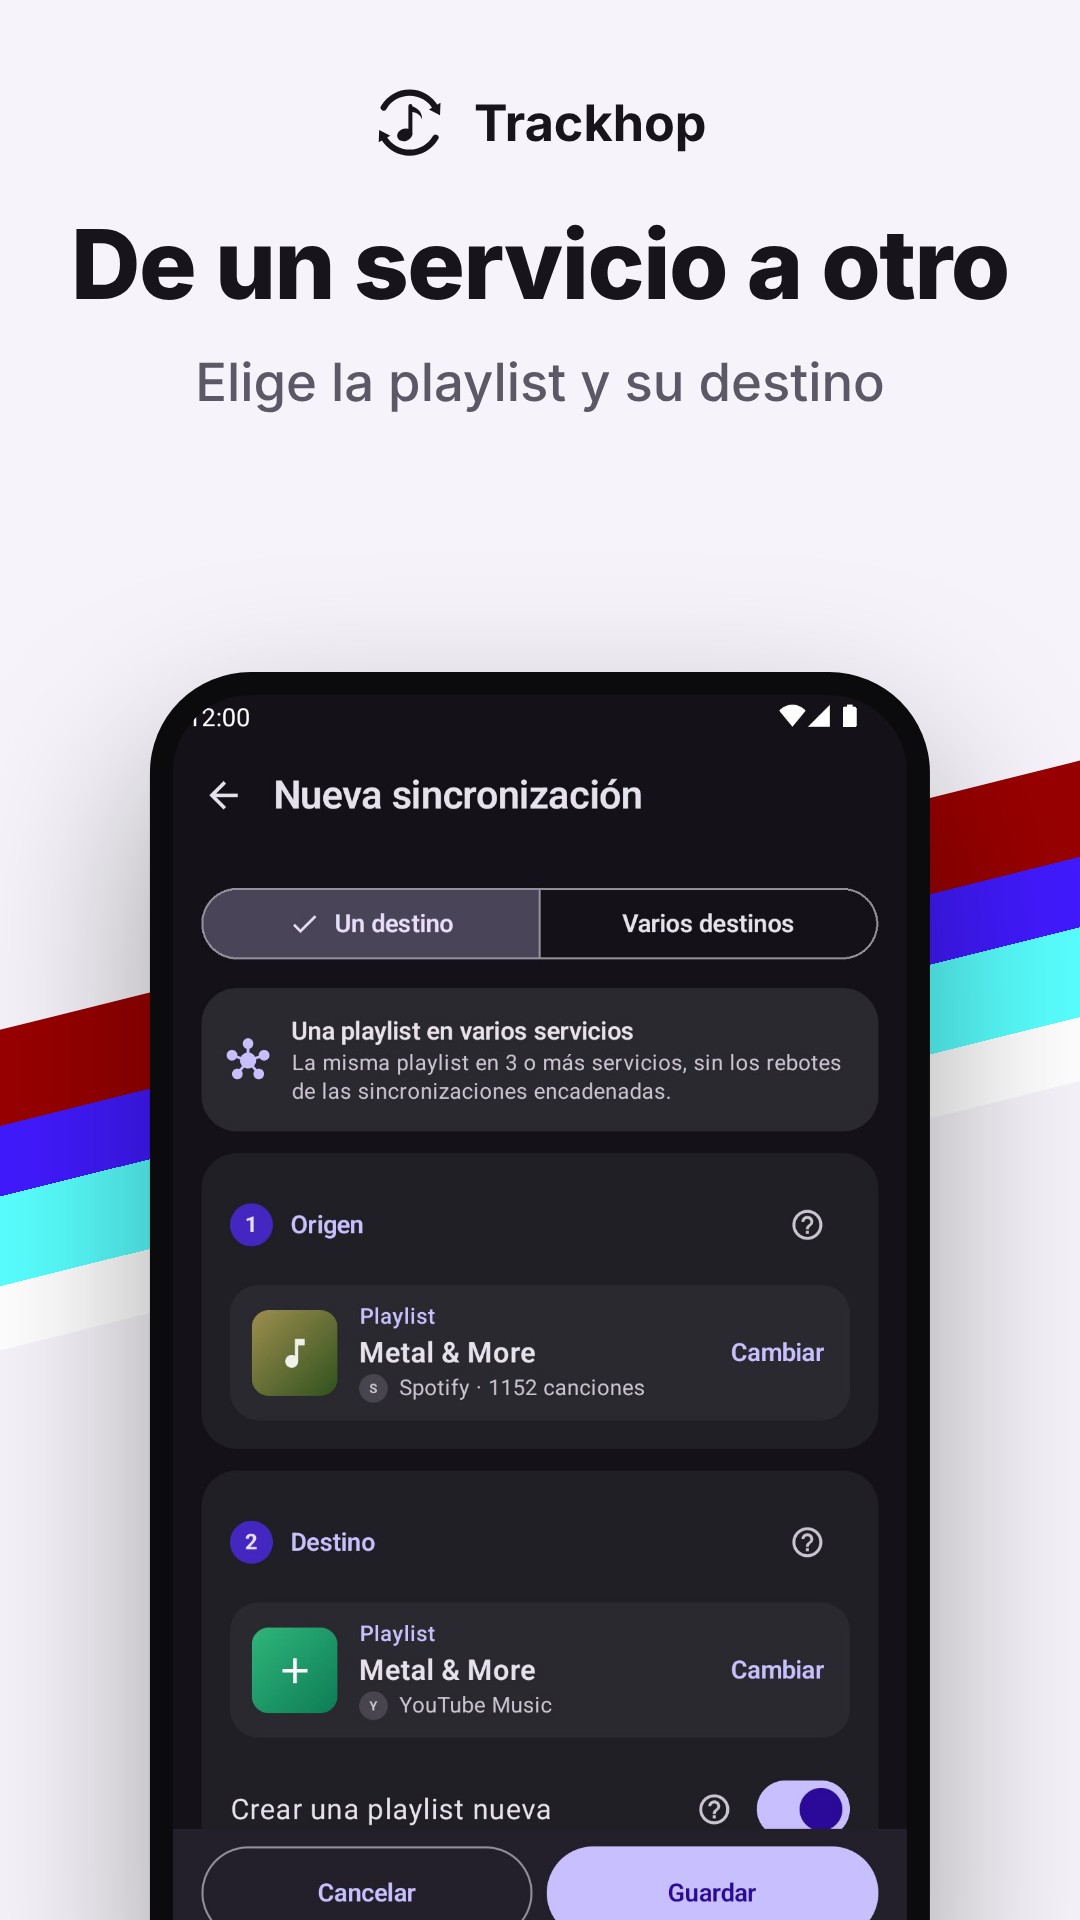 Trackhop
De un servicio a otro
Elige la playlist y su destino
12:00
Nueva sincronización
Un destino
Varios destinos
Una playlist en varios servicios
La misma playlist en 3 o más servicios, sin los rebotes
de las sincronizaciones encadenadas.
1 Origen
Playlist
Metal & More
Cambiar
S Spotify · 1152 canciones
2 Destino
Playlist
Metal & More
Cambiar
Y YouTube Music
Crear una playlist nueva
Cancelar
Guardar